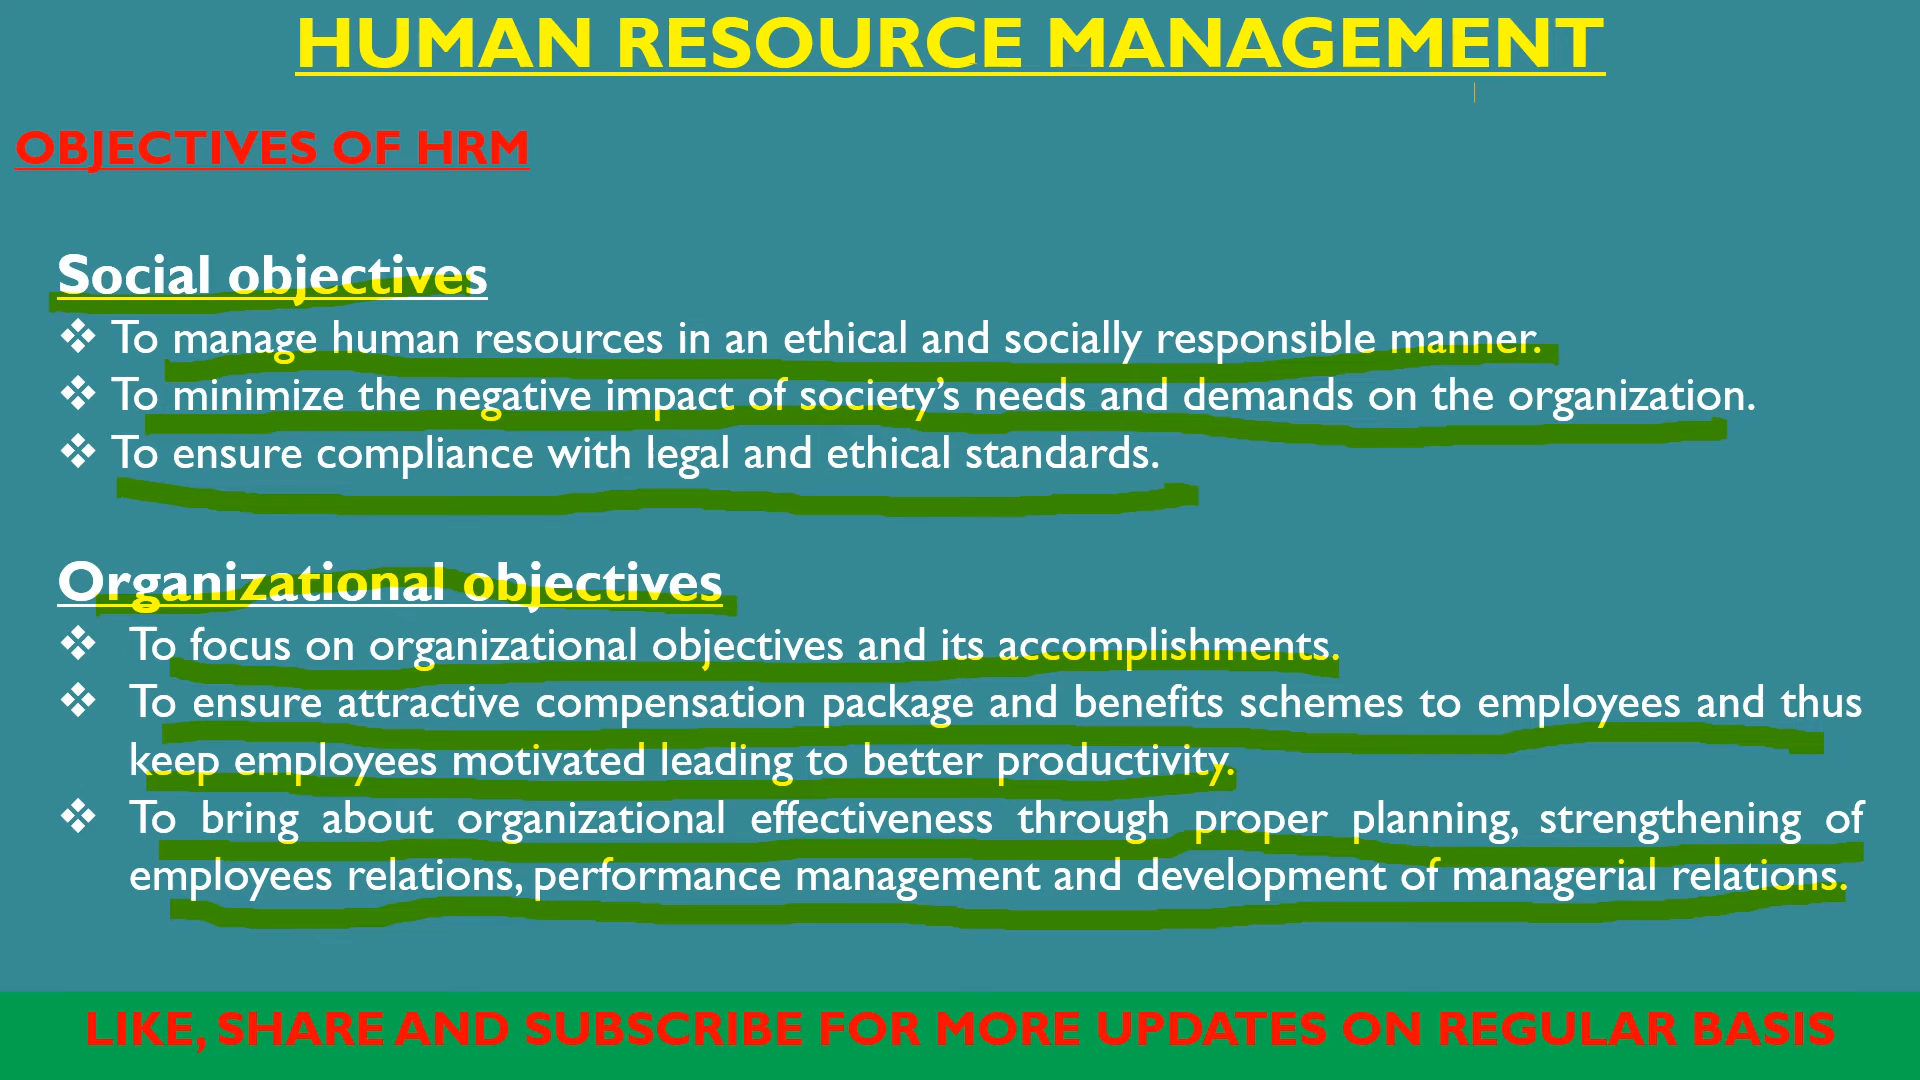 HUMAN RESOURCE MANAGEMENT
OBJECTIVES OF HRM
Social objectives
❖ To manage human resources in an ethical and socially responsible manner.
❖ To minimize the negative impact of society’s needs and demands on the organization.
❖ To ensure compliance with legal and ethical standards.
Organizational objectives
❖ To focus on organizational objectives and its accomplishments.
❖ To ensure attractive compensation package and benefits schemes to employees and thus
keep employees motivated leading to better productivity.
❖ To bring about organizational effectiveness through proper planning, strengthening of
employees relations, performance management and development of managerial relations.
LIKE, SHARE AND SUBSCRIBE FOR MORE UPDATES ON REGULAR BASIS